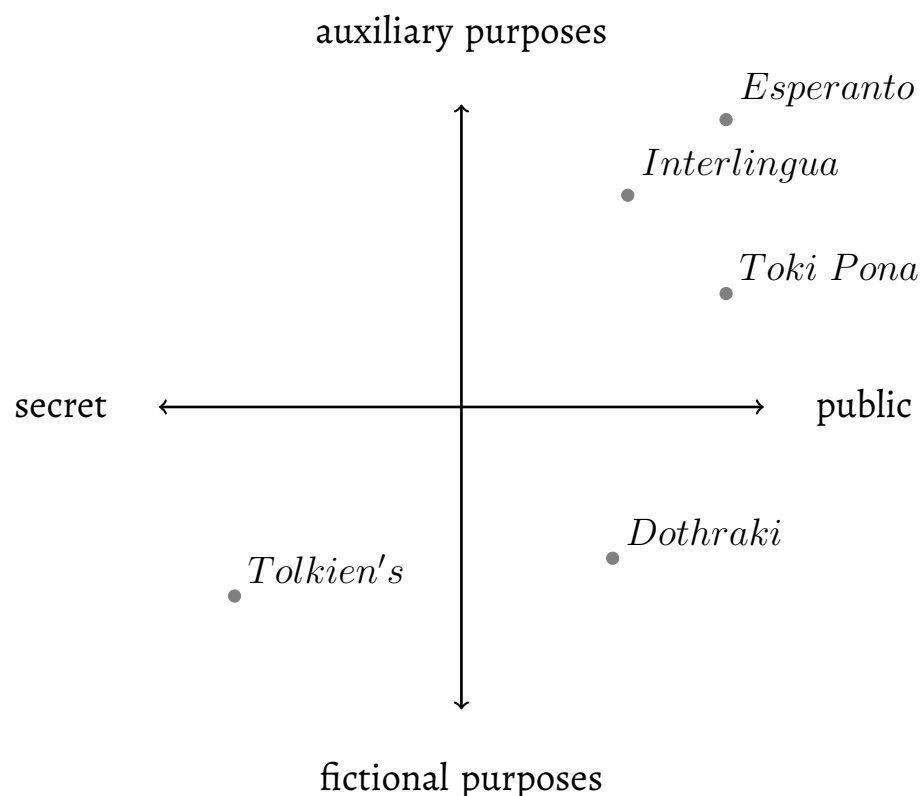 auxiliary purposes
Esperanto
Interlingua
Toki Pona
secret
public
Dothraki
Tolkien's
fictional purposes